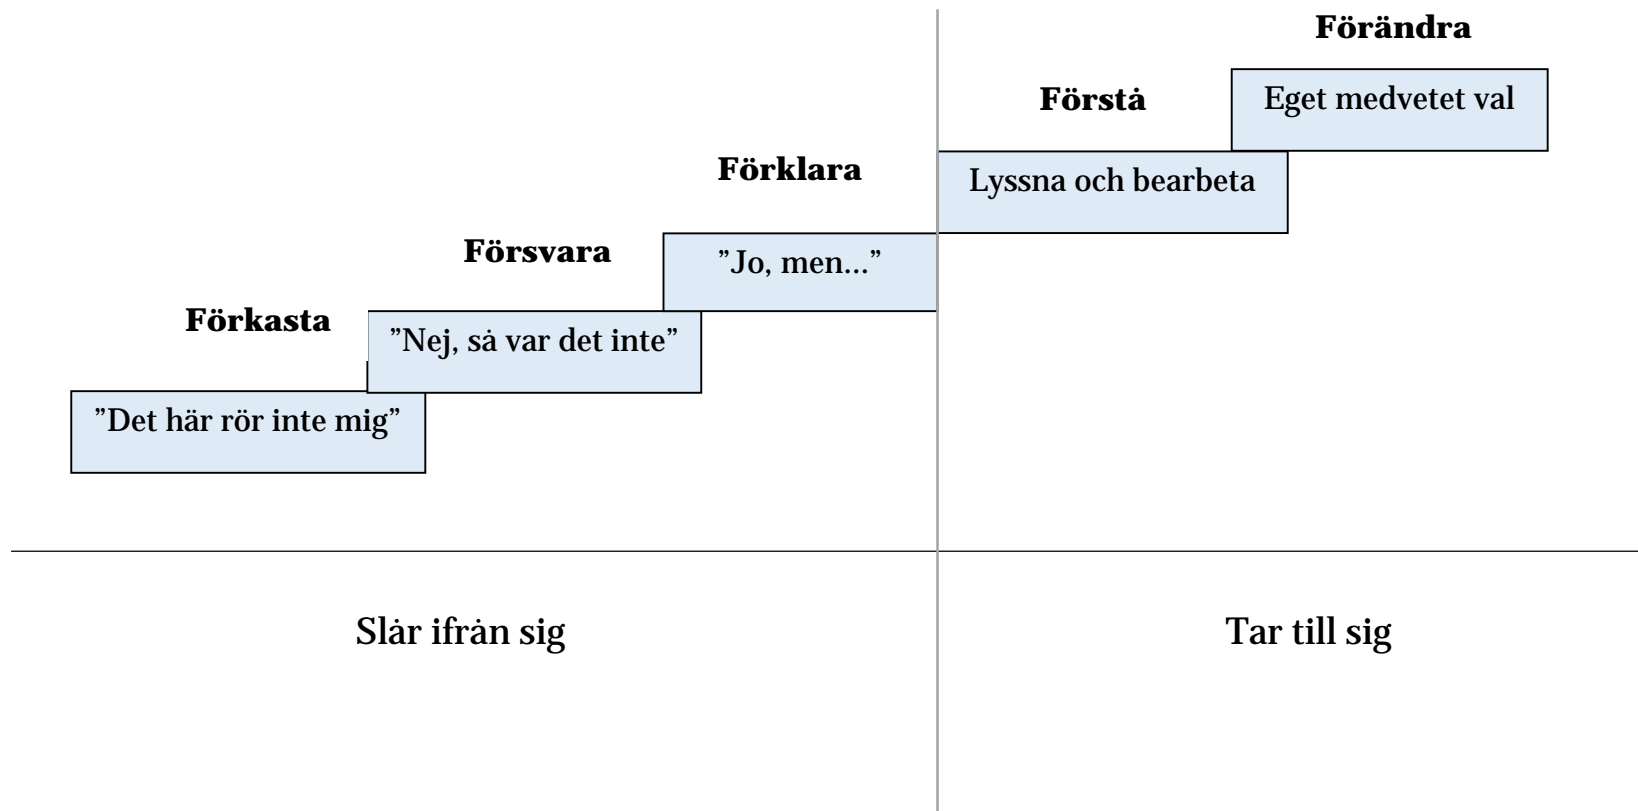 Förändra
Eget medvetet val
Förstå
Lyssna och bearbeta
Förklara
”Jo, men...”
Försvara
”Nej, så var det inte”
Förkasta
”Det här rör inte mig”
Slår ifrån sig
Tar till sig